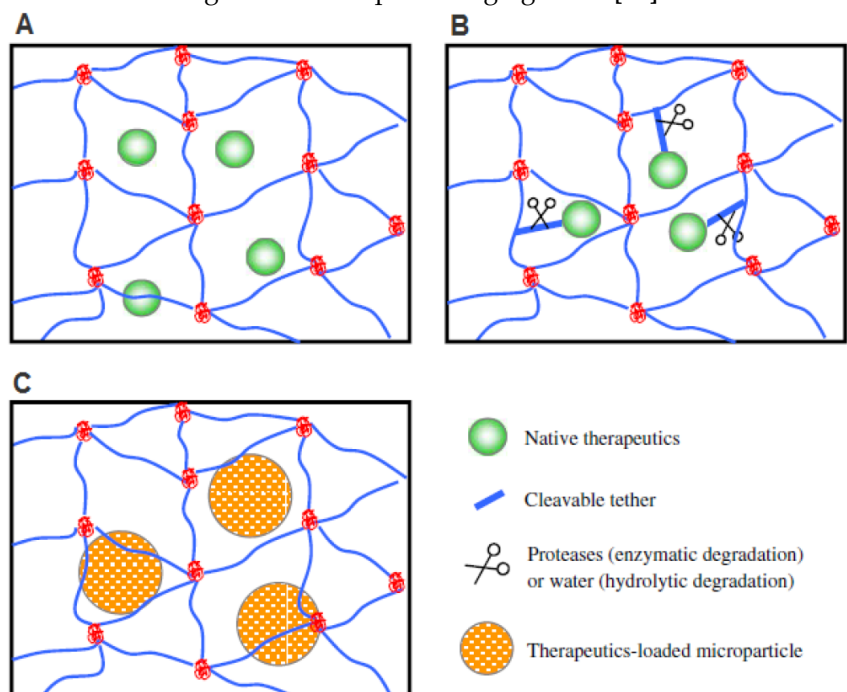 A
B
C
Native therapeutics
Cleavable tether
Proteases (enzymatic degradation)
or water (hydrolytic degradation)
Therapeutics-loaded microparticle